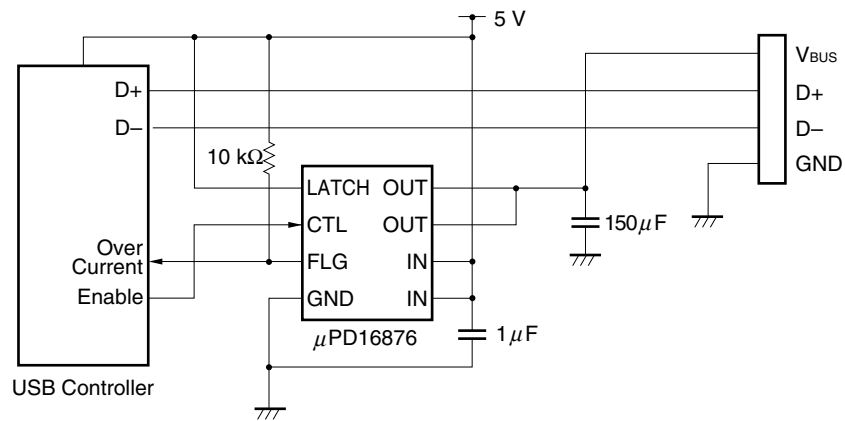 5 V
VBUS
D+
D+
D−
D−
10 kΩ
GND
LATCH OUT
CTL OUT
150μF
Over
Current
FLG IN
Enable
GND IN
1μF
μPD16876
USB Controller